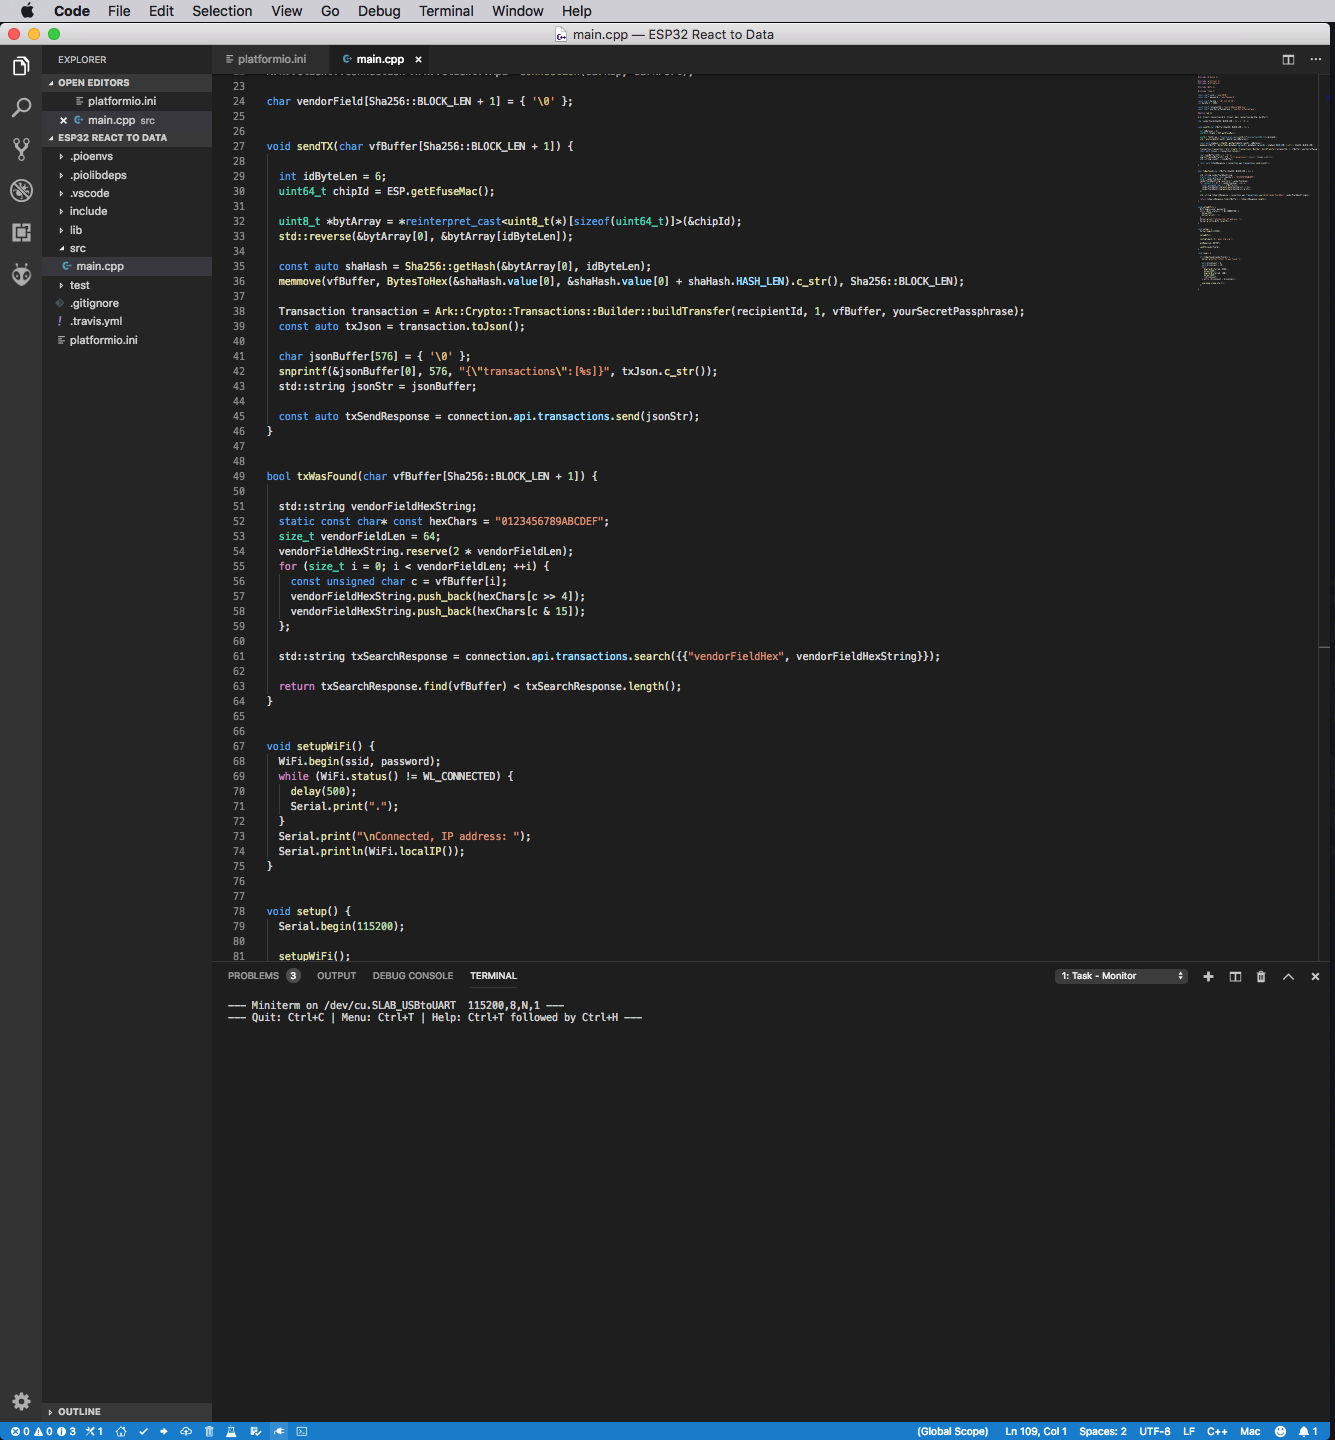 Code File Edit Selection View Go Debug Terminal Window Help
main.cpp — ESP32 React to Data
EXPLORER
OPEN EDITORS
platformio.ini
main.cpp src
ESP32 REACT TO DATA
.pioenvs
.piolibdeps
.vscode
include
lib
src
main.cpp
test
.gitignore
.travis.yml
platformio.ini
OUTLINE
platformio.ini main.cpp
23
24 char vendorField[Sha256::BLOCK_LEN + 1] = { '\0' };
25
26
27 void sendTX(char vfBuffer[Sha256::BLOCK_LEN + 1]) {
28
29 int idByteLen = 6;
30 uint64_t chipId = ESP.getEfuseMac();
31
32 uint8_t *bytArray = *reinterpret_cast<uint8_t(*)[sizeof(uint64_t)]>(&chipId);
33 std::reverse(&bytArray[0], &bytArray[idByteLen]);
34
35 const auto shaHash = Sha256::getHash(&bytArray[0], idByteLen);
36 memmove(vfBuffer, BytesToHex(&shaHash.value[0], &shaHash.value[0] + shaHash.HASH_LEN).c_str(), Sha256::BLOCK_LEN);
37
38 Transaction transaction = Ark::Crypto::Transactions::Builder::buildTransfer(recipientId, 1, vfBuffer, yourSecretPassphrase);
39 const auto txJson = transaction.toJson();
40
41 char jsonBuffer[576] = { '\0' };
42 snprintf(&jsonBuffer[0], 576, "{\"transactions\":[%s]}", txJson.c_str());
43 std::string jsonStr = jsonBuffer;
44
45 const auto txSendResponse = connection.api.transactions.send(jsonStr);
46 }
47
48
49 bool txWasFound(char vfBuffer[Sha256::BLOCK_LEN + 1]) {
50
51 std::string vendorFieldHexString;
52 static const char* const hexChars = "0123456789ABCDEF";
53 size_t vendorFieldLen = 64;
54 vendorFieldHexString.reserve(2 * vendorFieldLen);
55 for (size_t i = 0; i < vendorFieldLen; ++i) {
56 const unsigned char c = vfBuffer[i];
57 vendorFieldHexString.push_back(hexChars[c >> 4]);
58 vendorFieldHexString.push_back(hexChars[c & 15]);
59 };
60
61 std::string txSearchResponse = connection.api.transactions.search({{"vendorFieldHex", vendorFieldHexString}});
62
63 return txSearchResponse.find(vfBuffer) < txSearchResponse.length();
64 }
65
66
67 void setupWiFi() {
68 WiFi.begin(ssid, password);
69 while (WiFi.status() != WL_CONNECTED) {
70 delay(500);
71 Serial.print(".");
72 }
73 Serial.print("\nConnected, IP address: ");
74 Serial.println(WiFi.localIP());
75 }
76
77
78 void setup() {
79 Serial.begin(115200);
80
81 setupWiFi();
PROBLEMS 3 OUTPUT DEBUG CONSOLE TERMINAL 1: Task - Monitor
--- Miniterm on /dev/cu.SLAB_USBtoUART  115200,8,N,1 ---
--- Quit: Ctrl+C | Menu: Ctrl+T | Help: Ctrl+T followed by Ctrl+H ---
0 0 3 1 (Global Scope) Ln 109, Col 1 Spaces: 2 UTF-8 LF C++ Mac 1